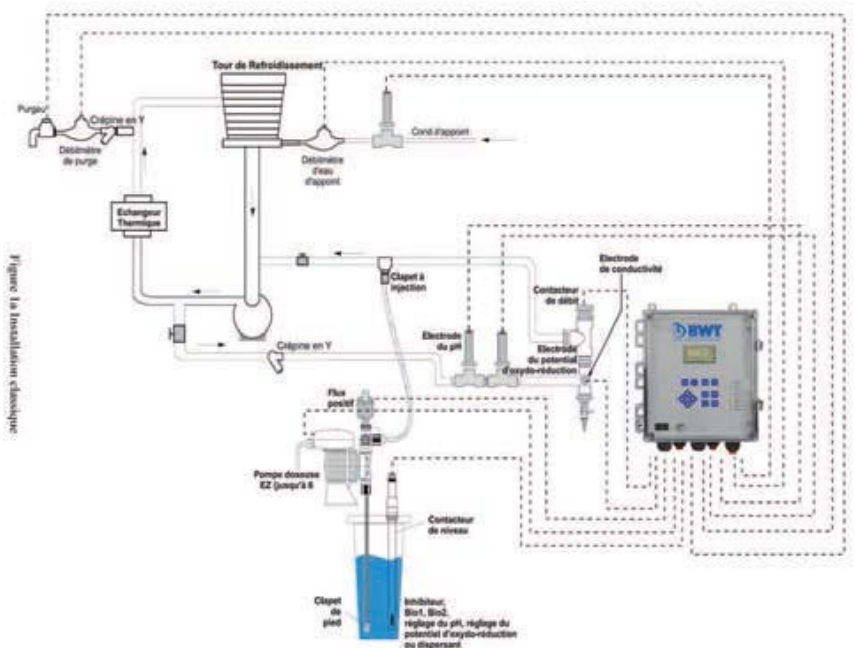 Tour de Refroidissement
Purgeur
Crépine en Y
Débitmètre
de purge
Débitmètre
d'eau
d'appoint
Cond. d'appoint
Echangeur
Thermique
Clapet à
injection
Electrode
de conductivité
Contacteur
de débit
Electrode
du pH
Electrode
du potentiel
d'oxydo-réduction
Crépine en Y
BWT
Flux
positif
Pompe doseuse
EZ (jusqu'à 8
Contacteur
de niveau
Clapet
de
pied
Inhibiteur,
Bio1, Bio2,
réglage du pH, réglage du
potentiel d'oxydo-réduction
ou dispersant
Figure 1a Installation classique